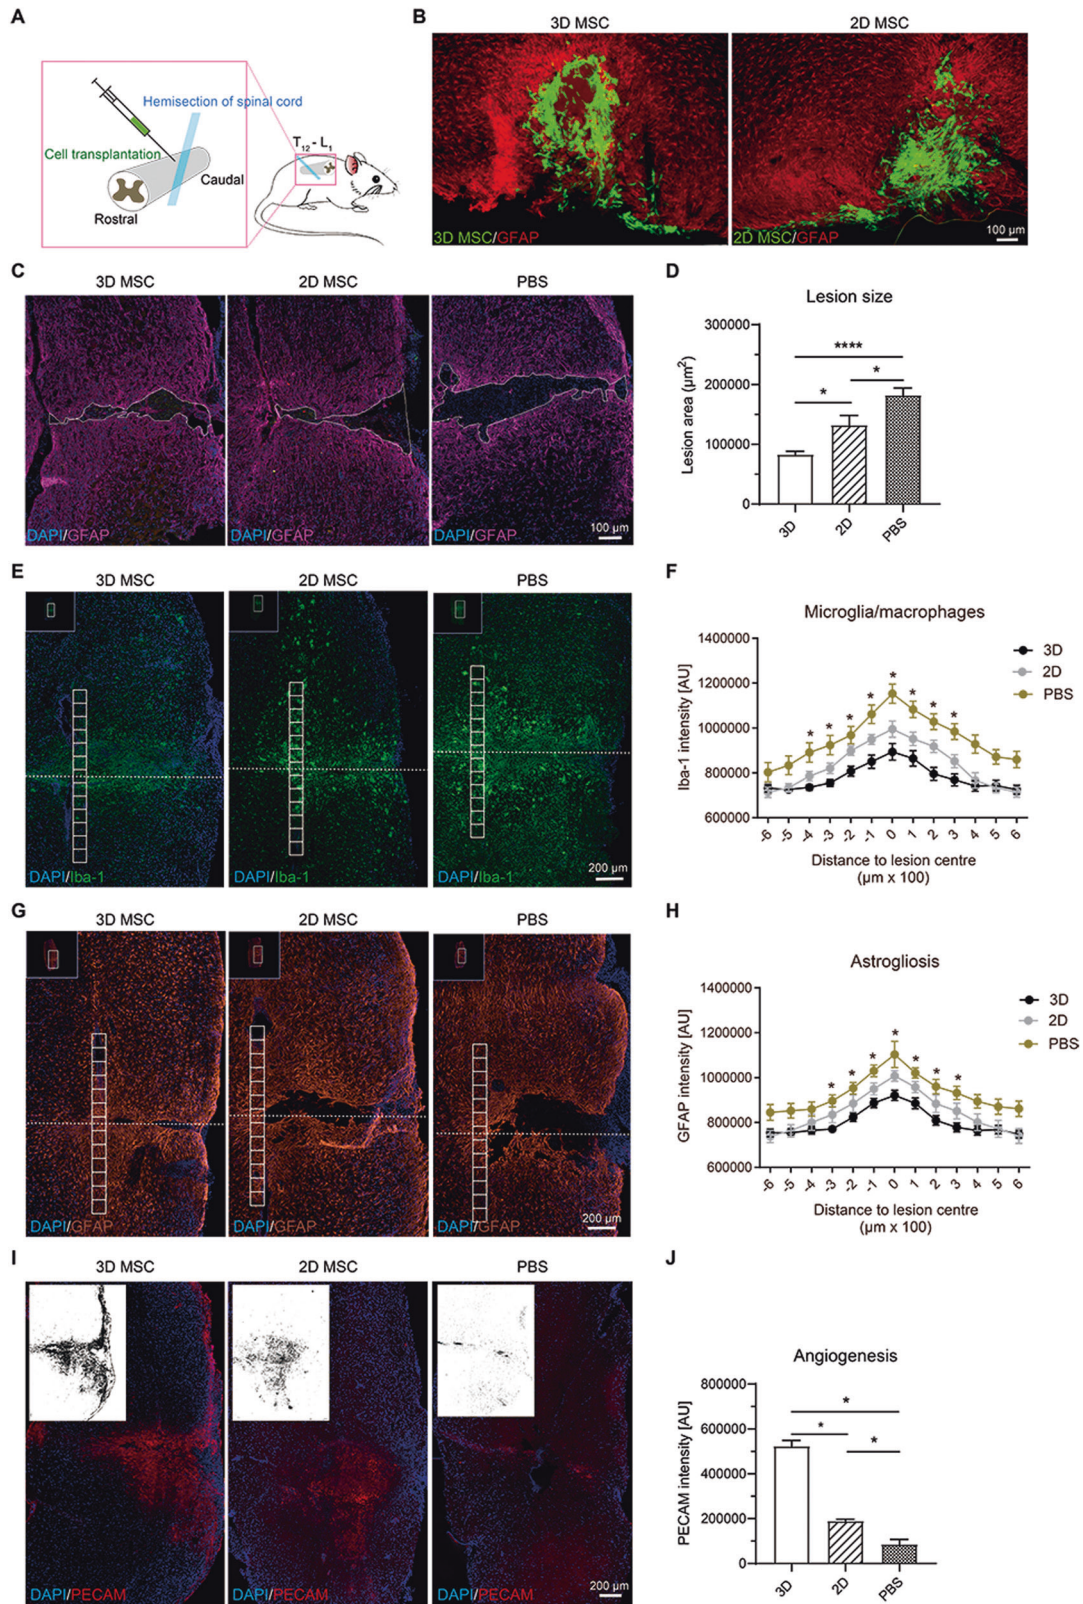 A
Hemisection of spinal cord
Cell transplantation
Caudal
Rostral
T12 - L1
B
3D MSC
2D MSC
3D MSC/GFAP
2D MSC/GFAP
100 µm
C
3D MSC
2D MSC
PBS
DAPI/GFAP
DAPI/GFAP
DAPI/GFAP
100 µm
D
Lesion size
Lesion area (µm²)
300000
200000
100000
0
****
*
*
3D
2D
PBS
E
3D MSC
2D MSC
PBS
DAPI/Iba-1
DAPI/Iba-1
DAPI/Iba-1
200 µm
F
Microglia/macrophages
Iba-1 intensity [AU]
1400000
1200000
1000000
800000
600000
* * * * * * * *
3D
2D
PBS
-6 -5 -4 -3 -2 -1 0 1 2 3 4 5 6
Distance to lesion centre
(µm x 100)
G
3D MSC
2D MSC
PBS
DAPI/GFAP
DAPI/GFAP
DAPI/GFAP
200 µm
H
Astrogliosis
GFAP intensity [AU]
1400000
1200000
1000000
800000
600000
* * * * * * *
3D
2D
PBS
-6 -5 -4 -3 -2 -1 0 1 2 3 4 5 6
Distance to lesion centre
(µm x 100)
I
3D MSC
2D MSC
PBS
DAPI/PECAM
DAPI/PECAM
DAPI/PECAM
200 µm
J
Angiogenesis
PECAM intensity [AU]
800000
600000
400000
200000
0
*
*
*
3D
2D
PBS